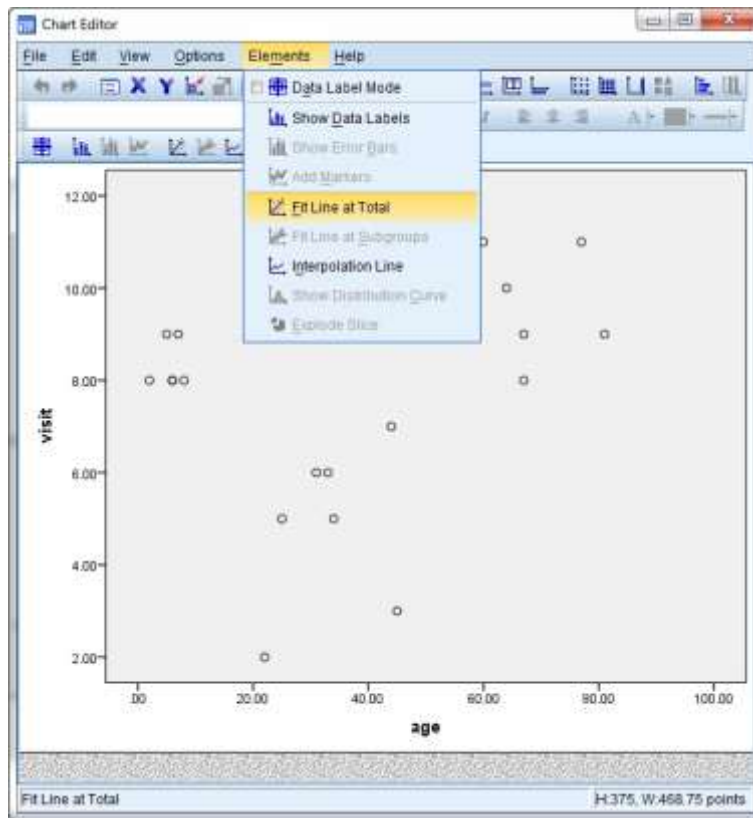 Chart Editor
File Edit View Options Elements Help
Data Label Mode
Show Data Labels
Show Error Bars
Add Markers
Fit Line at Total
Fit Line at Subgroups
Interpolation Line
Show Distribution Curve
Explode Slice
12.00
10.00
8.00
6.00
4.00
2.00
visit
.00 20.00 40.00 60.00 80.00 100.00
age
Fit Line at Total H:375, W:468.75 points